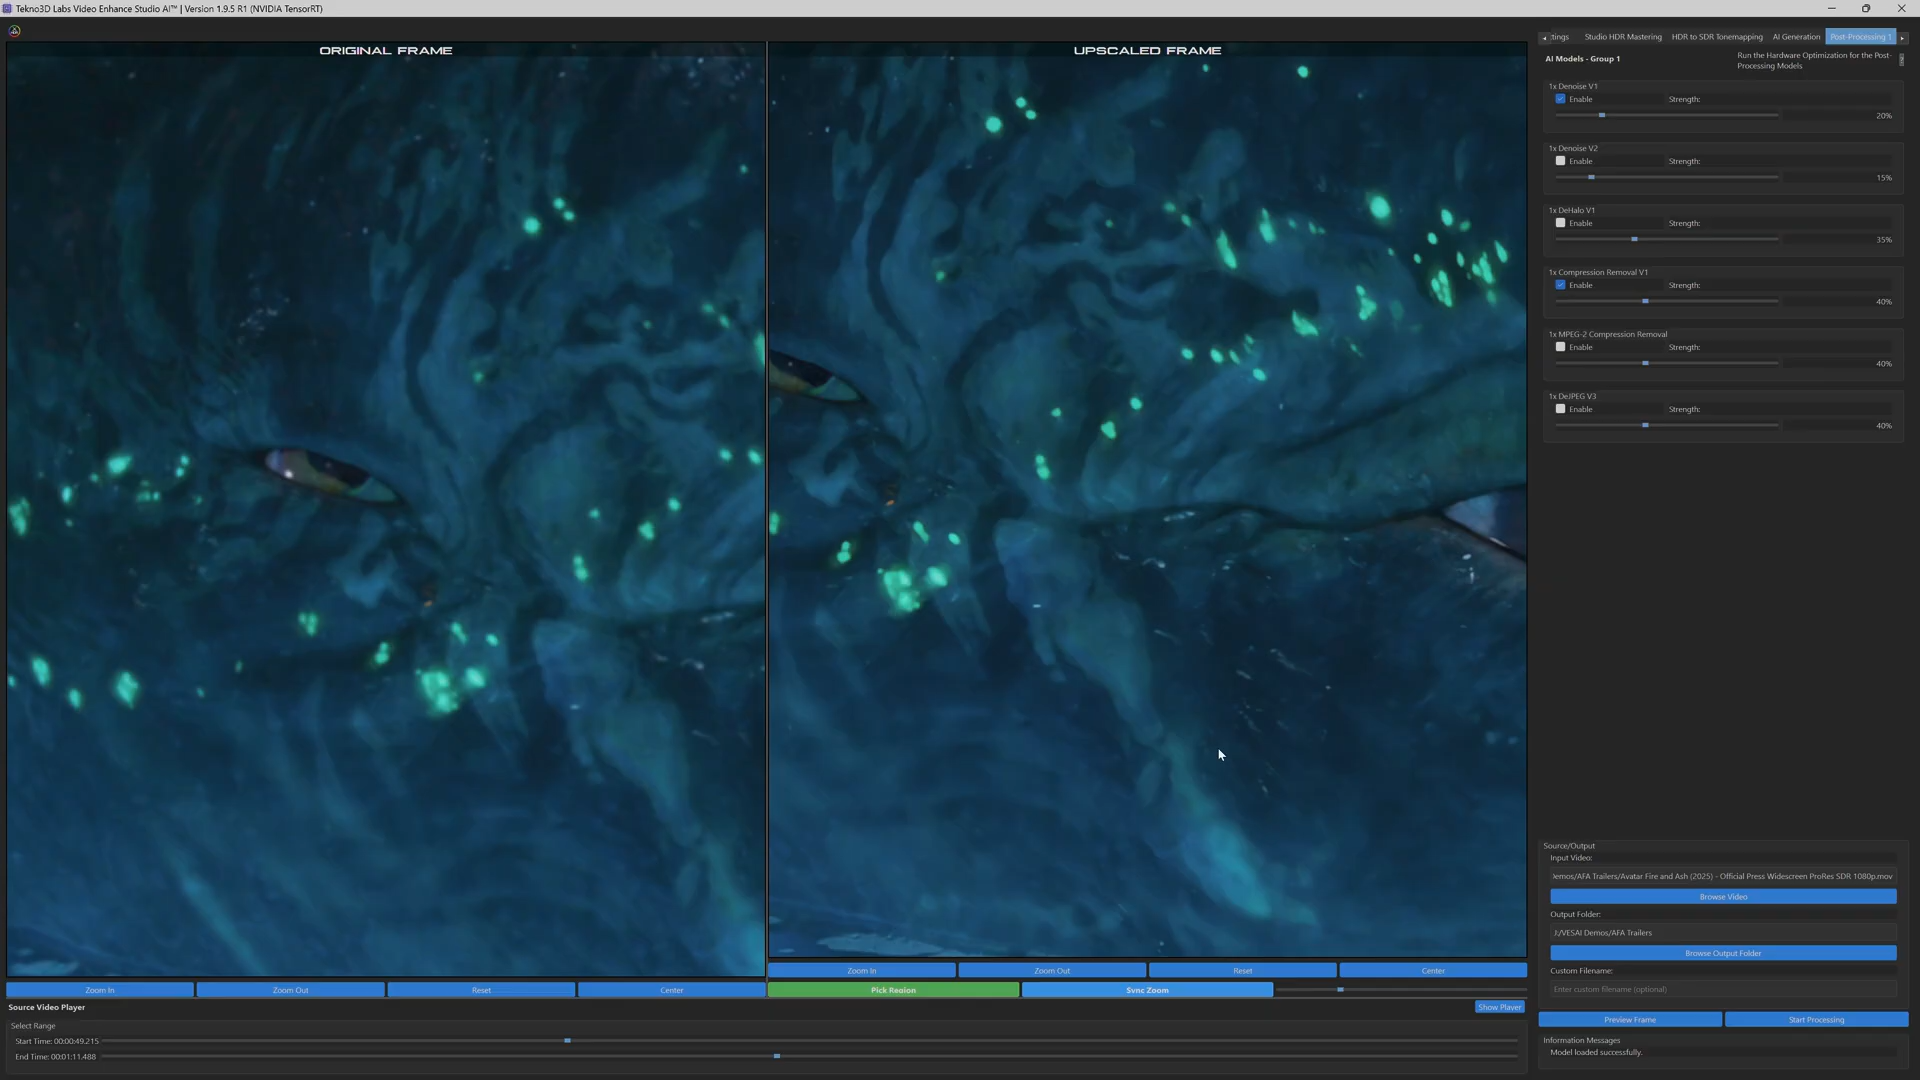 Tekno3D Labs Video Enhance Studio AI™ | Version 1.9.5 R1 (NVIDIA TensorRT)
ORIGINAL FRAME
UPSCALED FRAME
Studio HDR Mastering
HDR to SDR Tonemapping
AI Generation
Post-Processing 1
AI Models - Group 1
Run the Hardware Optimization for the Post-
Processing Models
1x Denoise V1
Enable
Strength:
20%
1x Denoise V2
Enable
Strength:
15%
1x DeHalo V1
Enable
Strength:
35%
1x Compression Removal V1
Enable
Strength:
40%
1x MPEG-2 Compression Removal
Enable
Strength:
40%
1x DeJPEG V3
Enable
Strength:
40%
Source/Output
Input Video:
emos/AFA Trailers/Avatar Fire and Ash (2025) - Official Press Widescreen ProRes SDR 1080p.mov
Browse Video
Output Folder:
J:/VESAI Demos/AFA Trailers
Browse Output Folder
Custom Filename:
Enter custom filename (optional)
Preview Frame
Start Processing
Information Messages
Model loaded successfully.
Zoom In
Zoom Out
Reset
Center
Zoom In
Zoom Out
Reset
Center
Pick Region
Sync Zoom
Source Video Player
Show Player
Select Range
Start Time: 00:00:49.215
End Time: 00:01:11.488